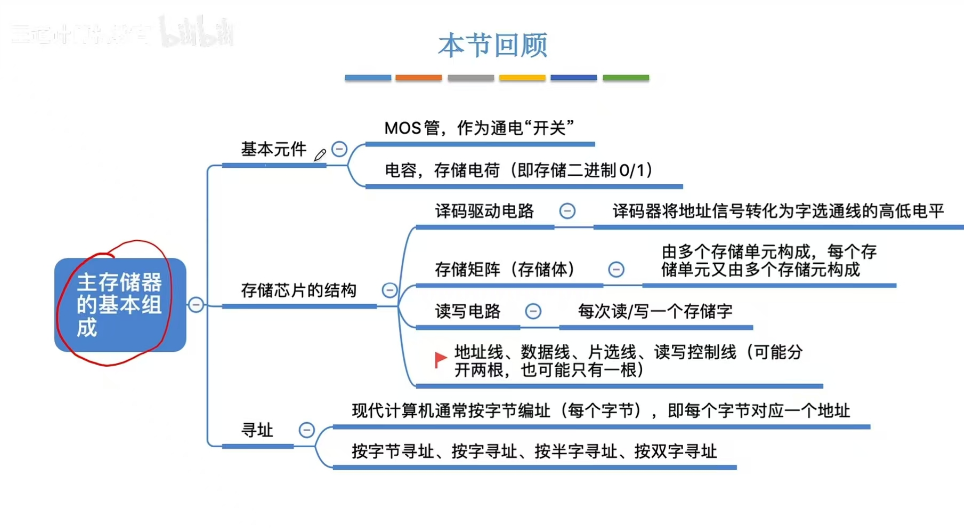 bilibili
本节回顾
MOS管，作为通电“开关”
基本元件
电容，存储电荷（即存储二进制0/1）
译码驱动电路
译码器将地址信号转化为字选通线的高低电平
由多个存储单元构成，每个存
储单元又由多个存储元构成
存储矩阵（存储体）
主存储器
的基本组
成
存储芯片的结构
读写电路
每次读/写一个存储字
地址线、数据线、片选线、读写控制线（可能分
开两根，也可能只有一根）
现代计算机通常按字节编址（每个字节），即每个字节对应一个地址
寻址
按字节寻址、按字寻址、按半字寻址、按双字寻址